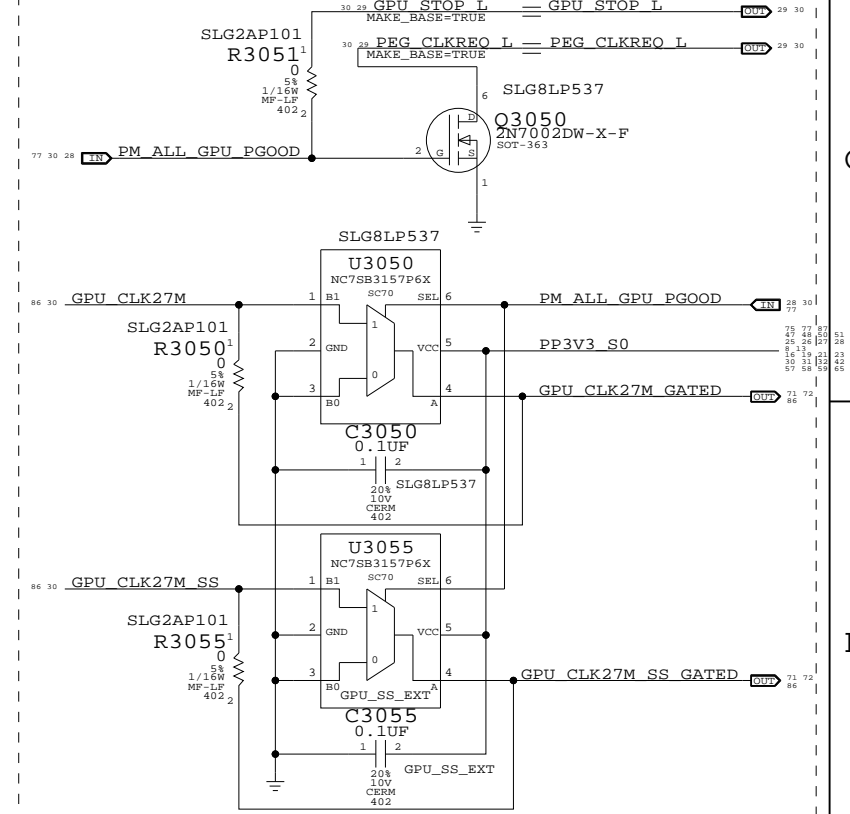 30 29 GPU_STOP_L GPU_STOP_L OUT 29 30
MAKE_BASE=TRUE
30 29 PEG_CLKREQ_L PEG_CLKREQ_L OUT 29 30
MAKE_BASE=TRUE
SLG2AP101
R3051 1
0
5%
1/16W
MF-LF
402 2
6 SLG8LP537
D
Q3050
2N7002DW-X-F
SOT-363
77 30 28 IN PM_ALL_GPU_PGOOD 2 G S
1
SLG8LP537
U3050
NC7SB3157P6X
SC70
86 30 GPU_CLK27M 1 B1 SEL 6 PM_ALL_GPU_PGOOD IN 28 30
77
1
SLG2AP101
R3050 1
0
5%
1/16W
MF-LF
402 2
2 GND VCC 5 PP3V3_S0
75 77 87
47 48 50 51
25 26 27 28
8 13
16 19 21 23
30 31 32 42
57 58 59 65
0
3 B0 A 4 GPU_CLK27M_GATED OUT 71 72
86
C3050
0.1UF
1 2
20%
10V
CERM
402
SLG8LP537
U3055
NC7SB3157P6X
SC70
86 30 GPU_CLK27M_SS 1 B1 SEL 6
1
SLG2AP101
R3055 1
0
5%
1/16W
MF-LF
402 2
2 GND VCC 5
0
3 B0 A 4 GPU_CLK27M_SS_GATED OUT 71 72
86
GPU_SS_EXT
C3055
0.1UF
1 2
20%
10V
CERM
402
GPU_SS_EXT